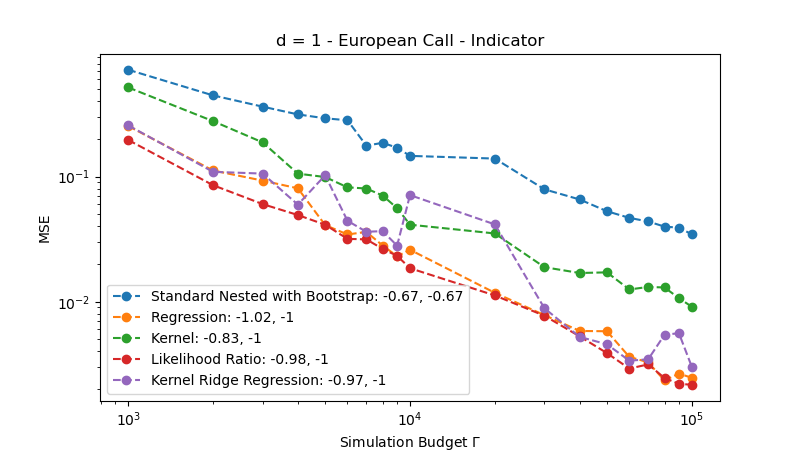 d = 1 - European Call - Indicator
MSE
10⁻¹
10⁻²
Standard Nested with Bootstrap: -0.67, -0.67
Regression: -1.02, -1
Kernel: -0.83, -1
Likelihood Ratio: -0.98, -1
Kernel Ridge Regression: -0.97, -1
10³ 10⁴ 10⁵
Simulation Budget Γ